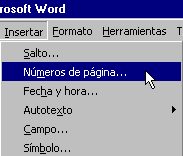 rosoft Word
Insertar Formato Herramientas T
Salto...
Números de página...
Fecha y hora...
Autotexto
Campo...
Símbolo...